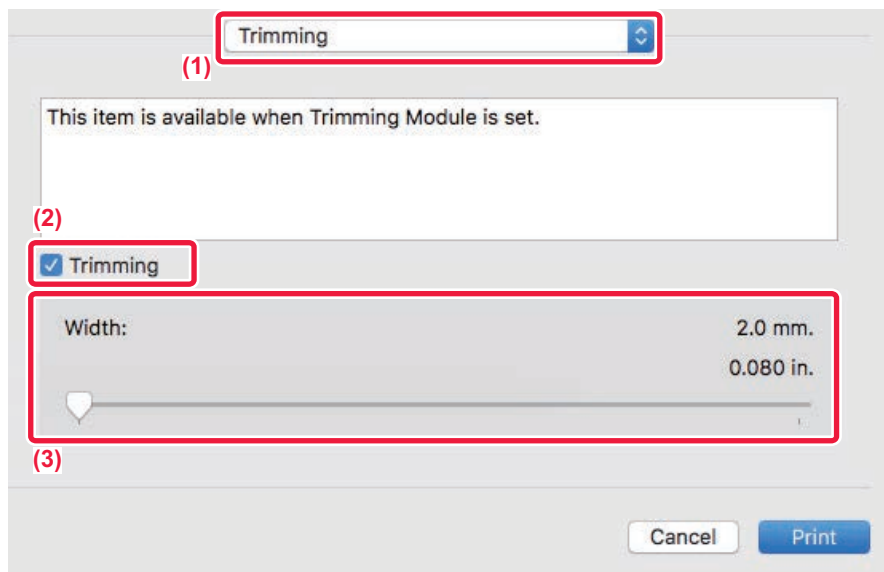 Trimming
(1)
This item is available when Trimming Module is set.
(2)
Trimming
Width: 2.0 mm.
0.080 in.
(3)
Cancel Print